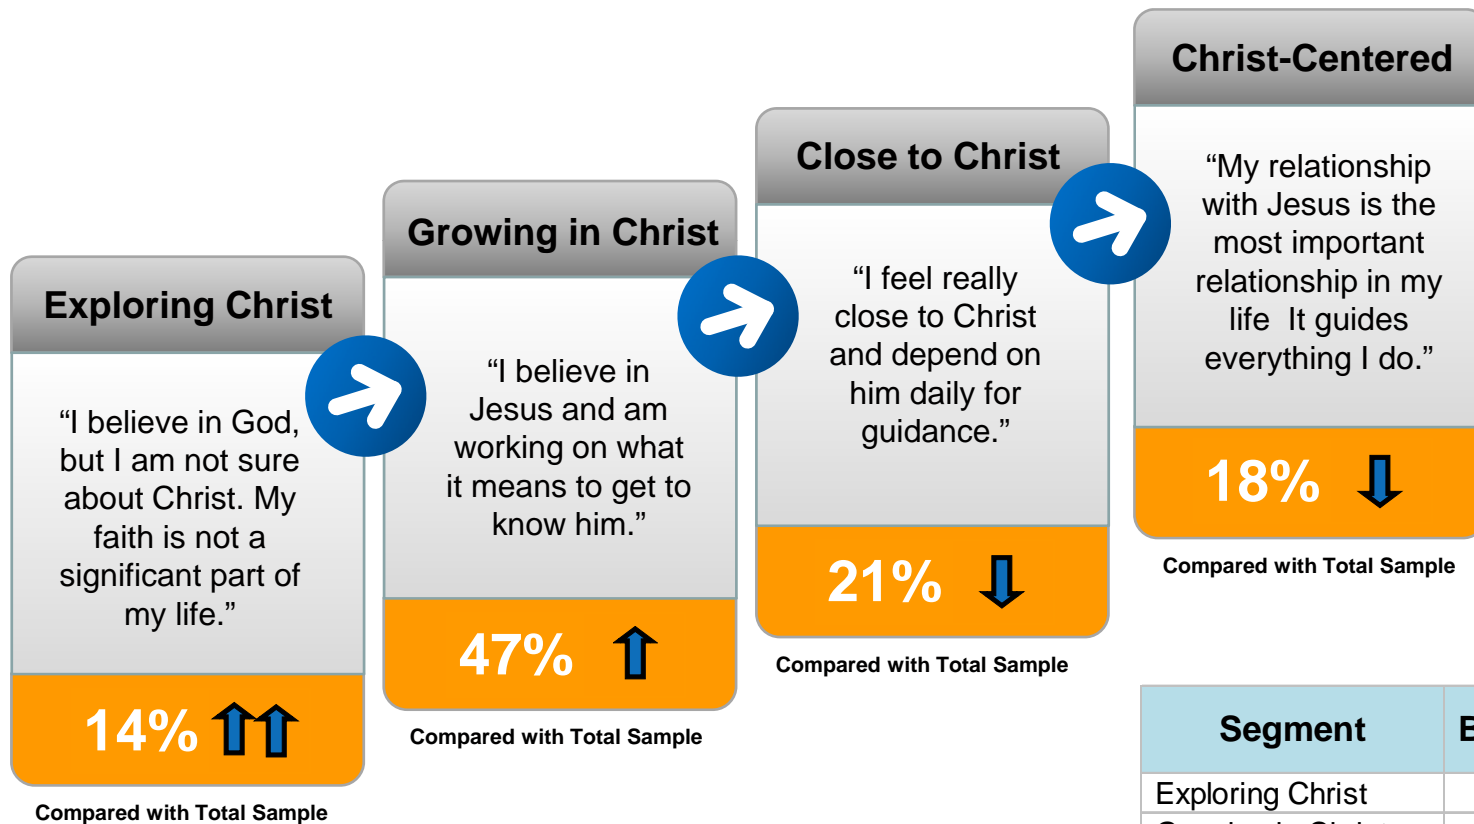 Exploring Christ
“I believe in God,
but I am not sure
about Christ. My
faith is not a
significant part of
my life.”
14%
Compared with Total Sample
Growing in Christ
“I believe in
Jesus and am
working on what
it means to get to
know him.”
47%
Compared with Total Sample
Close to Christ
“I feel really
close to Christ
and depend on
him daily for
guidance.”
21%
Compared with Total Sample
Christ-Centered
“My relationship
with Jesus is the
most important
relationship in my
life  It guides
everything I do.”
18%
Compared with Total Sample
Segment
Exploring Christ